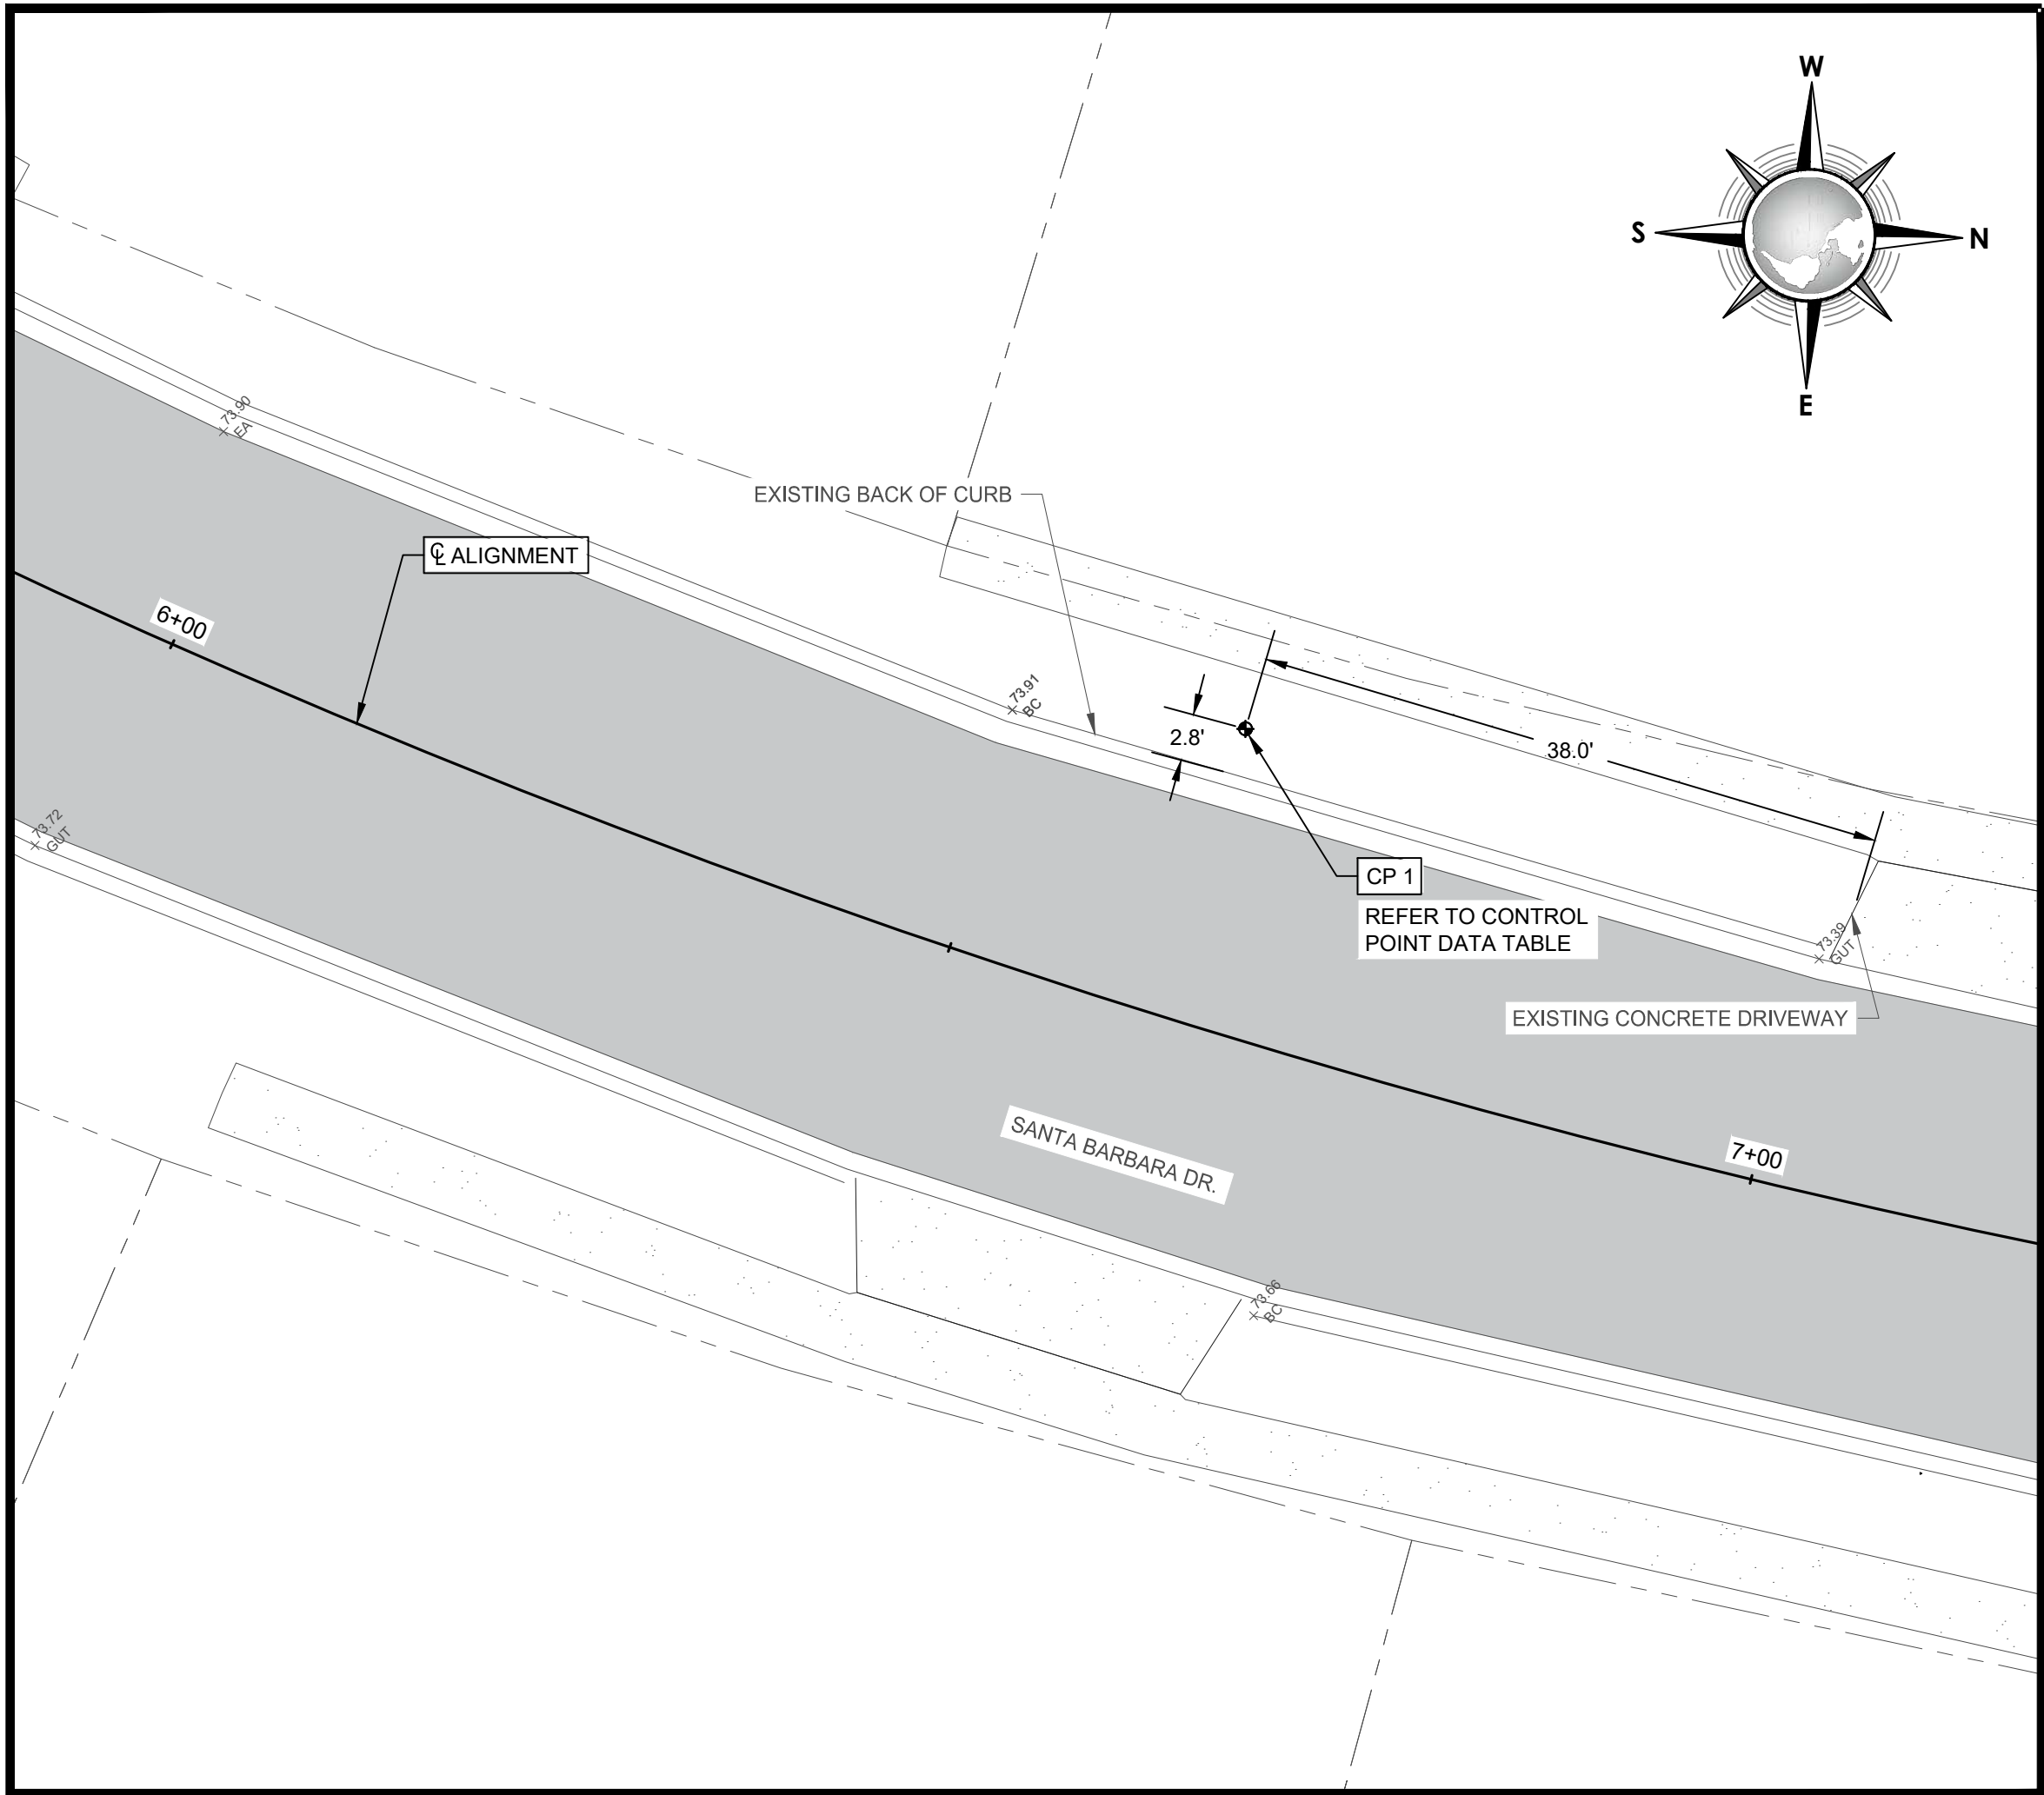 W
S
N
E
73.90
EA
EXISTING BACK OF CURB
℄ ALIGNMENT
6+00
73.91
BC
2.8'
38.0'
73.72
GUT
CP 1
REFER TO CONTROL
POINT DATA TABLE
73.39
GUT
EXISTING CONCRETE DRIVEWAY
SANTA BARBARA DR.
7+00
73.66
BC